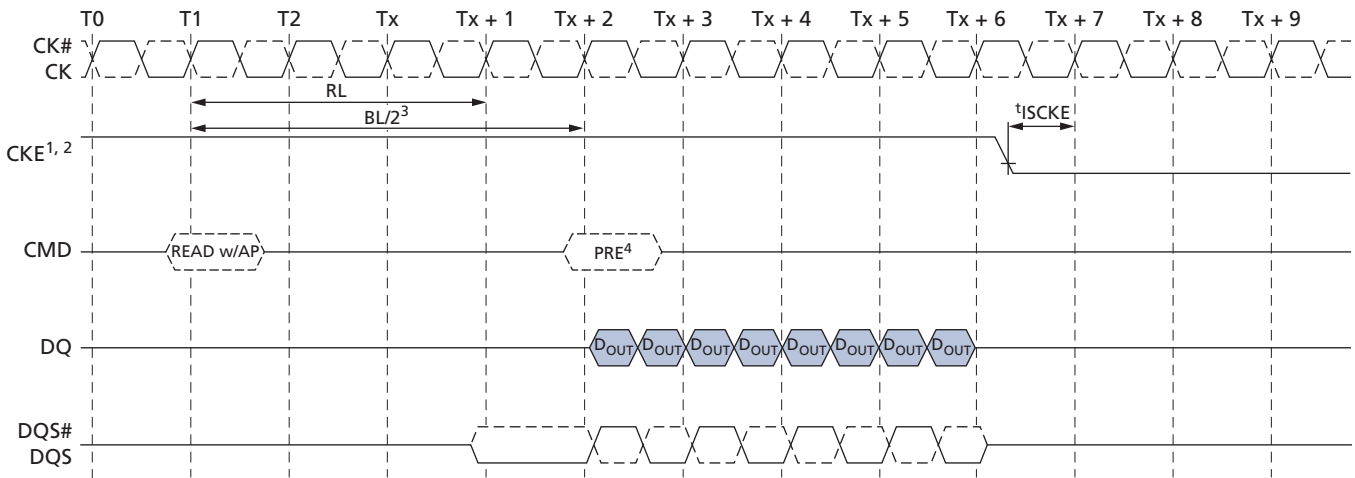 T0 T1 T2 Tx Tx + 1 Tx + 2 Tx + 3 Tx + 4 Tx + 5 Tx + 6 Tx + 7 Tx + 8 Tx + 9
CK#
CK
RL
BL/2³
tISCKE
CKE1, 2
CMD
READ w/AP
PRE⁴
DQ
DOUT DOUT DOUT DOUT DOUT DOUT DOUT DOUT
DQS#
DQS